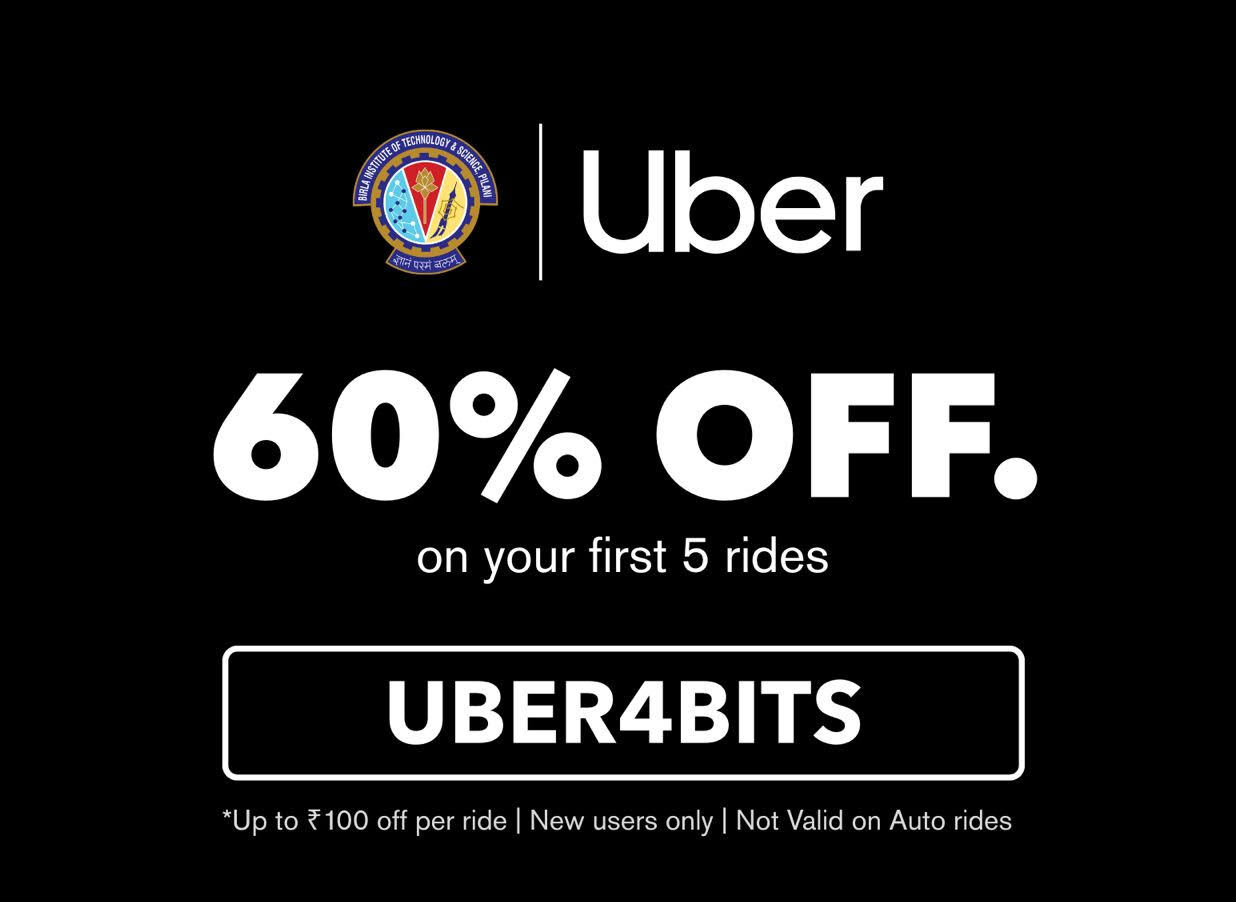 BIRLA INSTITUTE OF TECHNOLOGY & SCIENCE, PILANI
ज्ञानं परमं बलम्
Uber
60% OFF.
on your first 5 rides
UBER4BITS
*Up to ₹100 off per ride | New users only | Not Valid on Auto rides